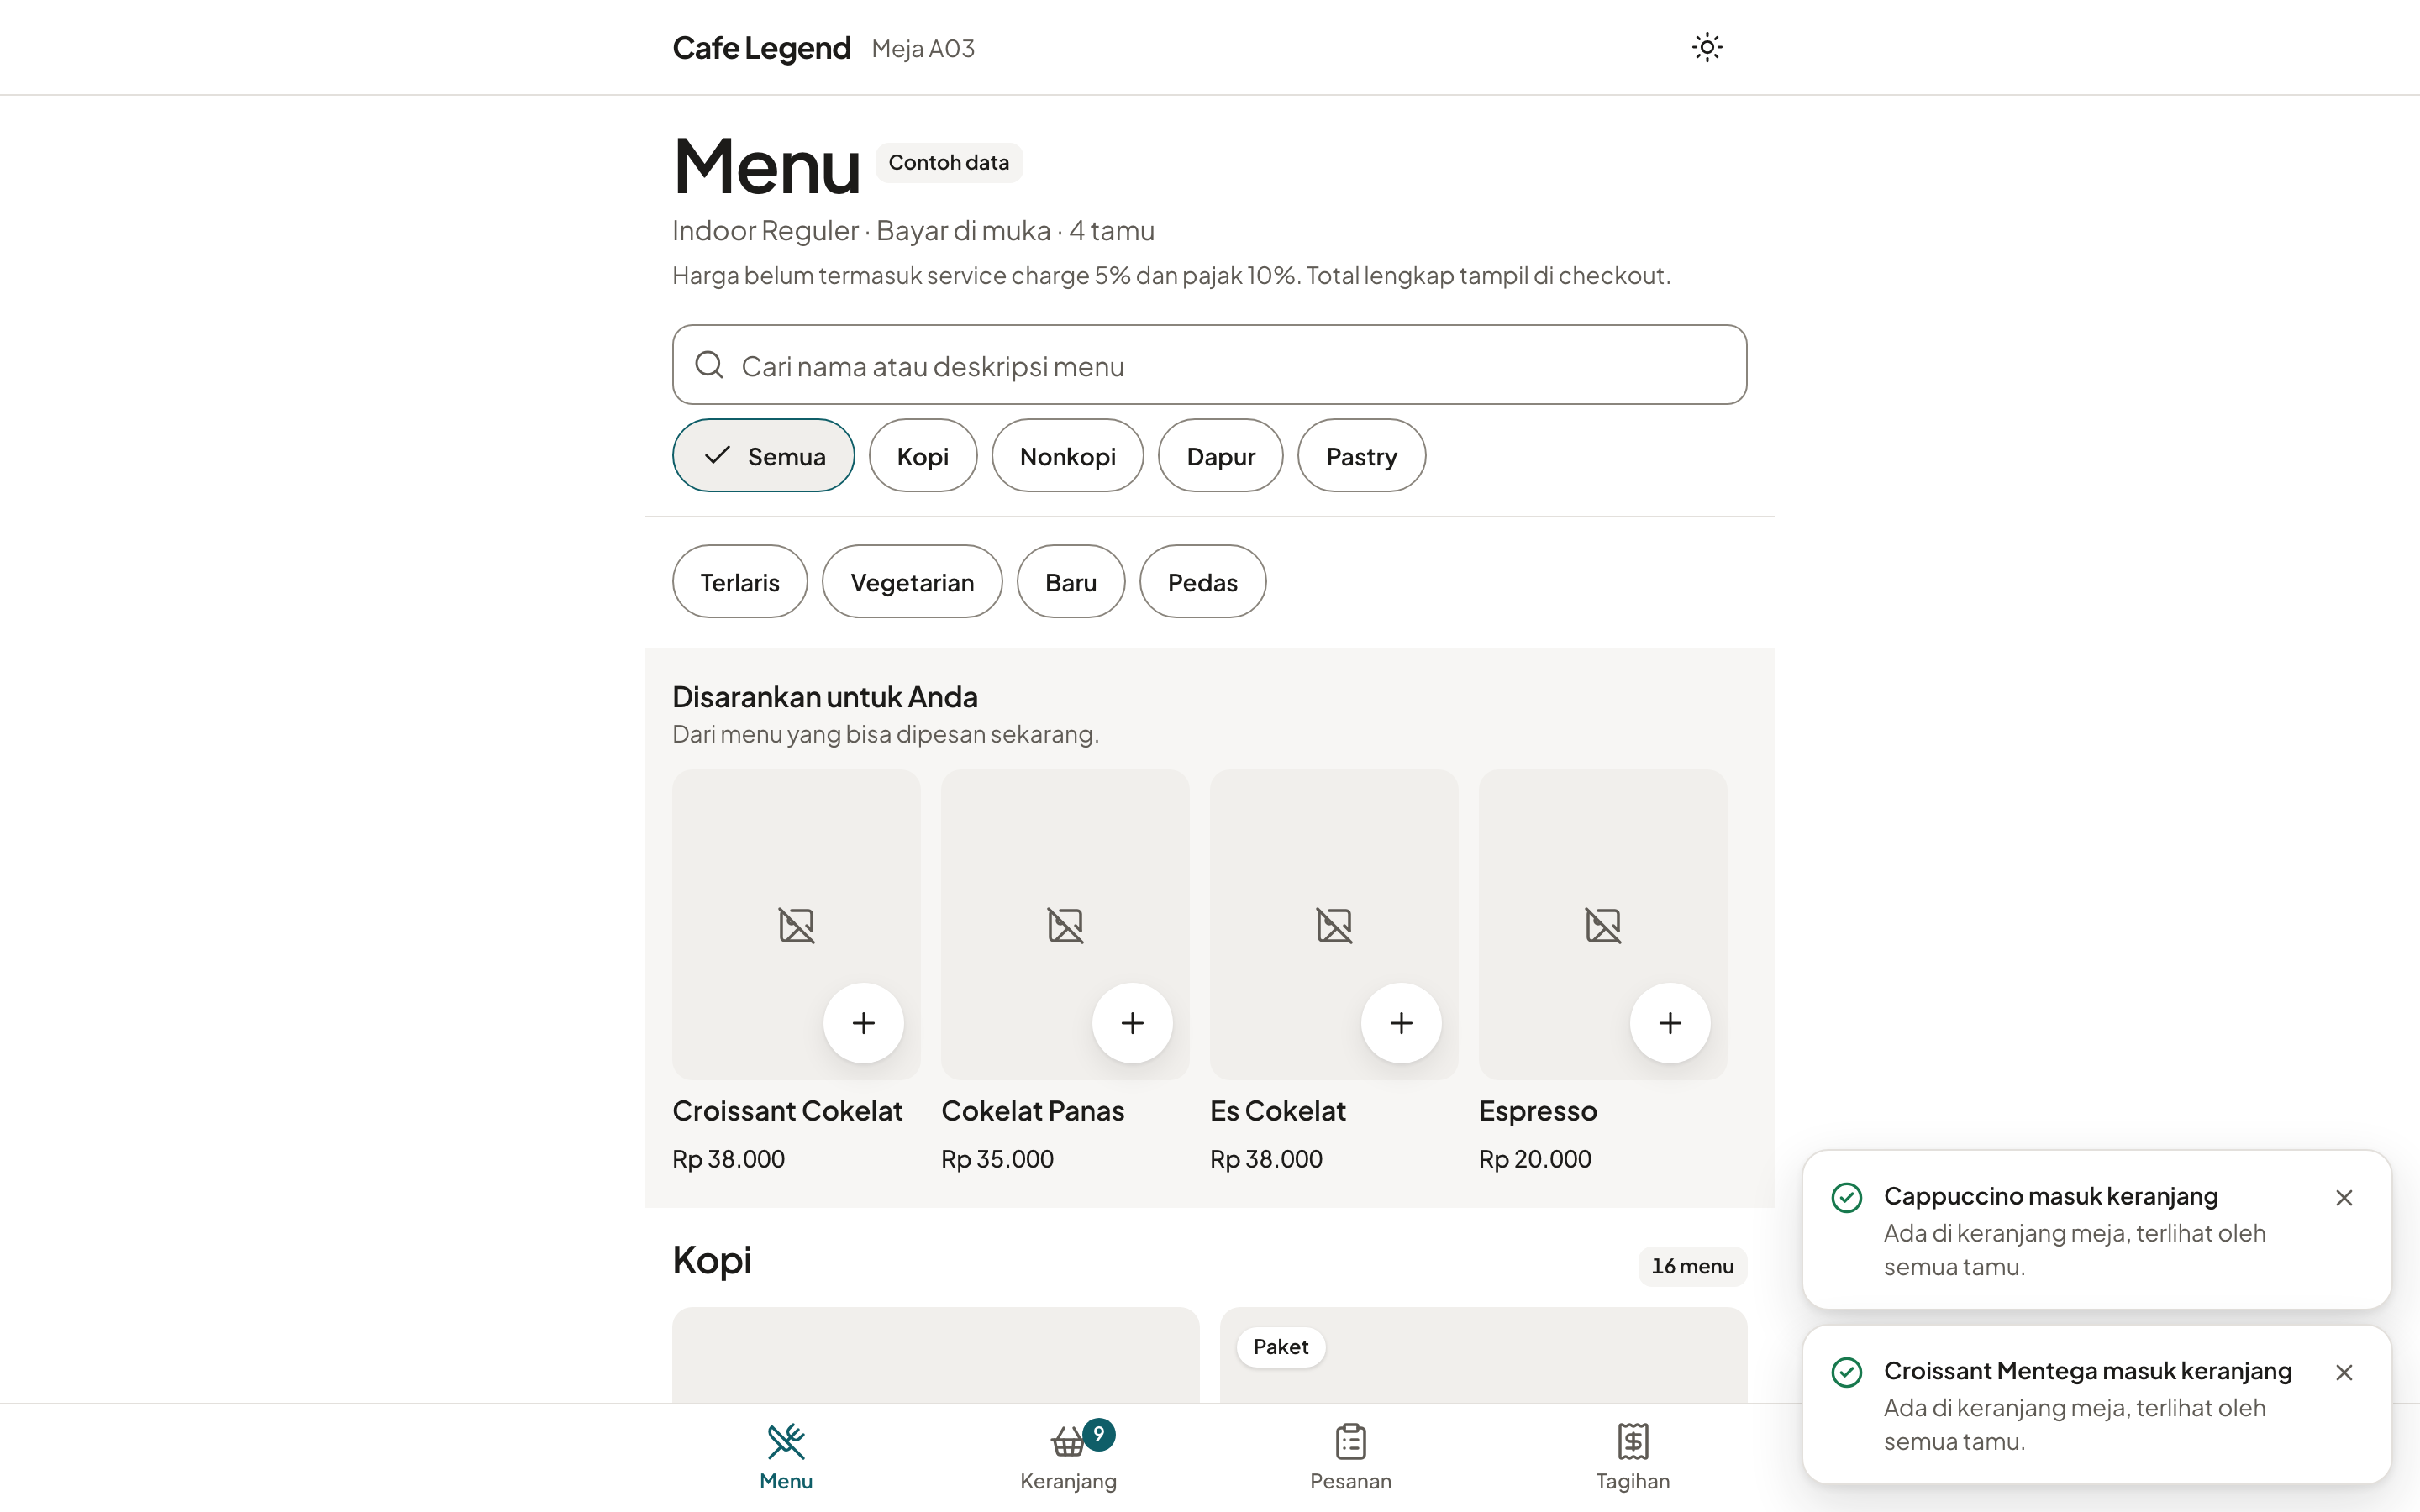 Cafe Legend Meja A03
Menu Contoh data
Indoor Reguler · Bayar di muka · 4 tamu
Harga belum termasuk service charge 5% dan pajak 10%. Total lengkap tampil di checkout.
Cari nama atau deskripsi menu
Semua Kopi Nonkopi Dapur Pastry
Terlaris Vegetarian Baru Pedas
Disarankan untuk Anda
Dari menu yang bisa dipesan sekarang.
Croissant Cokelat
Rp 38.000
Cokelat Panas
Rp 35.000
Es Cokelat
Rp 38.000
Espresso
Rp 20.000
Kopi 16 menu
Paket
Cappuccino masuk keranjang
Ada di keranjang meja, terlihat oleh
semua tamu.
Croissant Mentega masuk keranjang
Ada di keranjang meja, terlihat oleh
semua tamu.
Menu
9
Keranjang
Pesanan
Tagihan